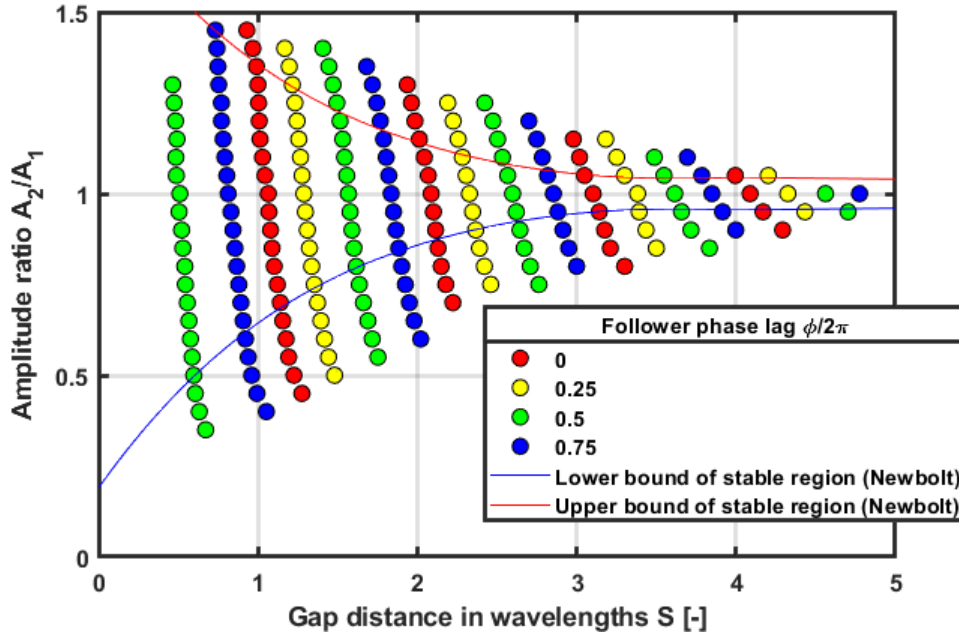 1.5
1
0.5
0
Amplitude ratio A₂/A₁
0 1 2 3 4 5
Gap distance in wavelengths S [-]
Follower phase lag ϕ/2π
0
0.25
0.5
0.75
Lower bound of stable region (Newbolt)
Upper bound of stable region (Newbolt)